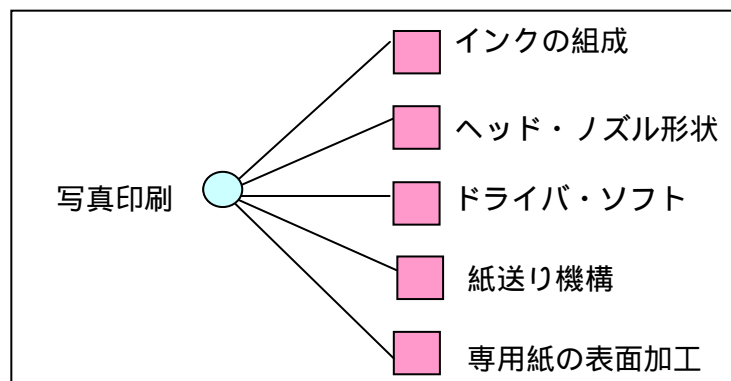 インクの組成
ヘッド・ノズル形状
写真印刷
ドライバ・ソフト
紙送り機構
専用紙の表面加工